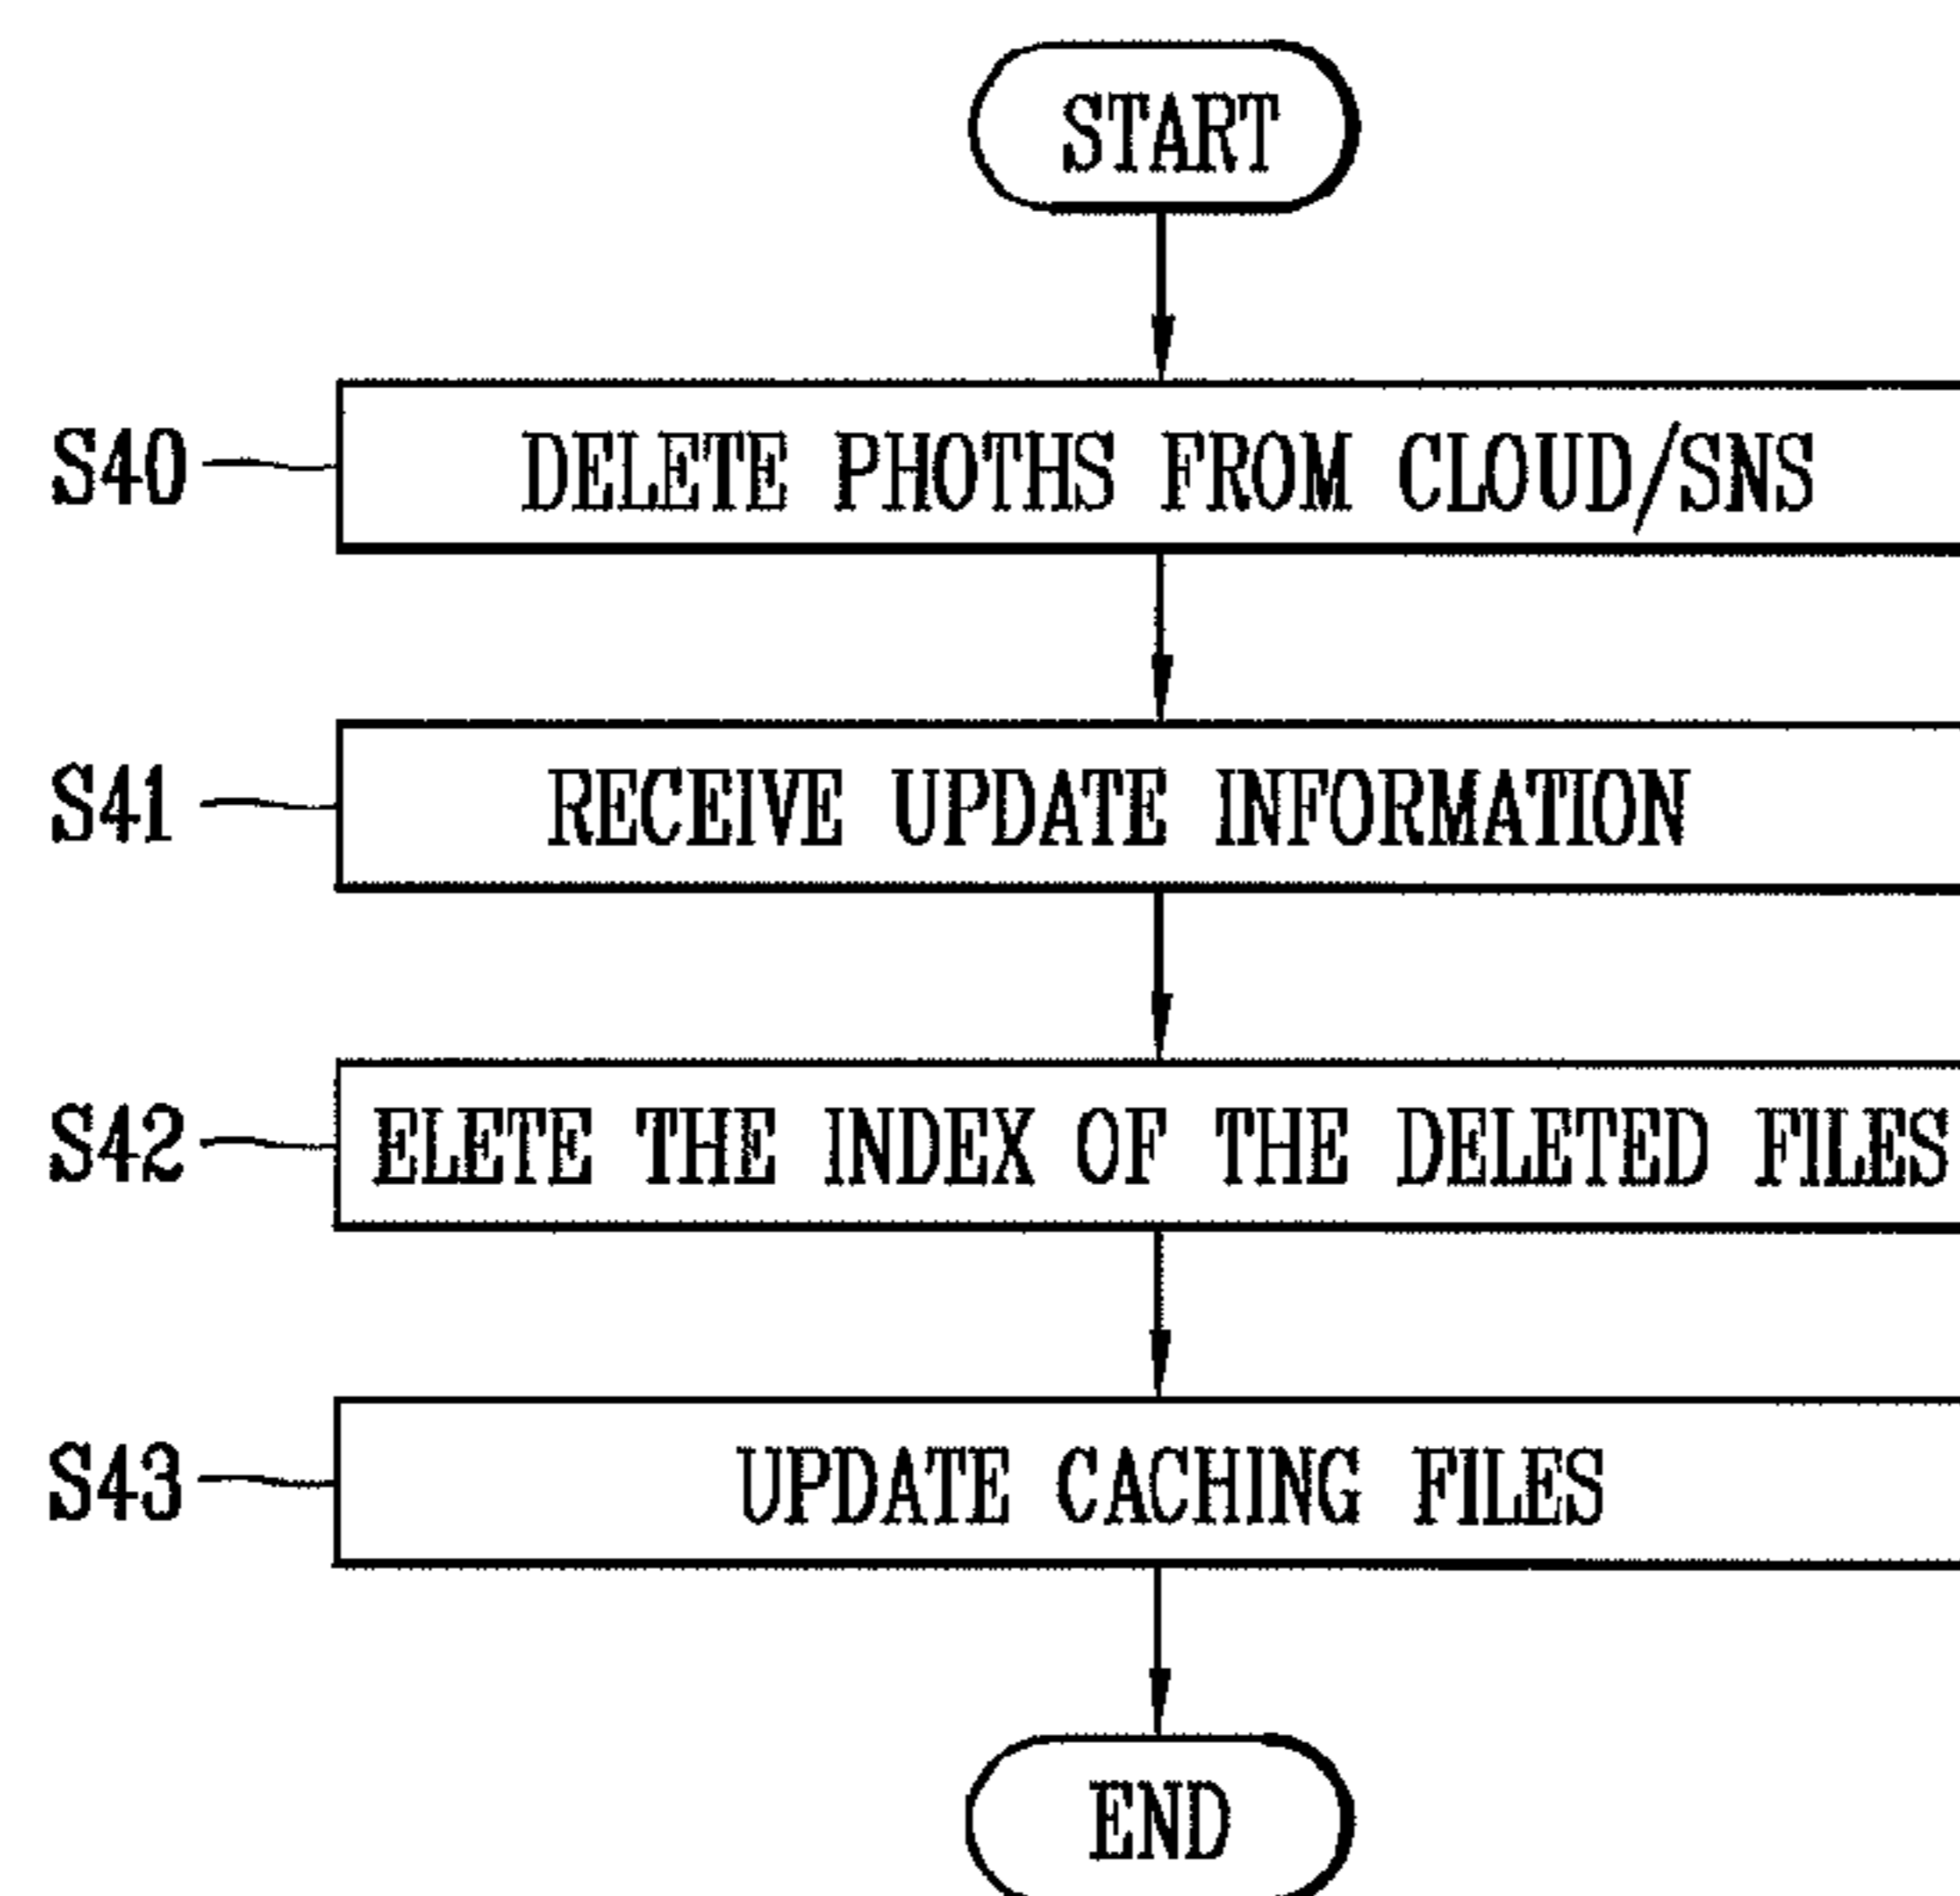 START
S40
DELETE PHOTHS FROM CLOUD/SNS
S41
RECEIVE UPDATE INFORMATION
S42
ELETE THE INDEX OF THE DELETED FILES
S43
UPDATE CACHING FILES
END